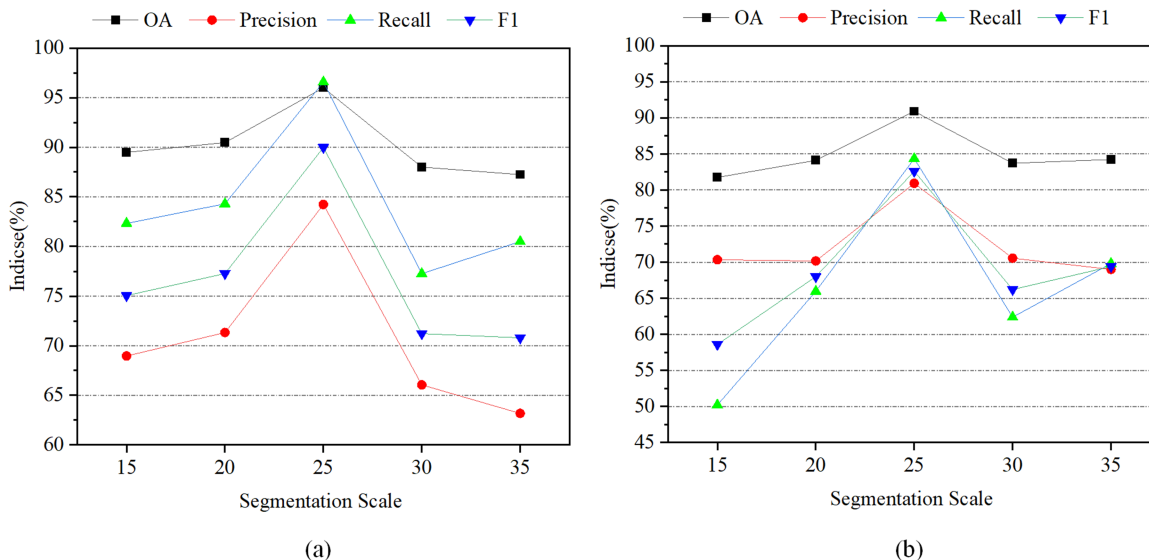 OA Precision Recall F1
100
95
90
85
80
75
70
65
60
15 20 25 30 35
Indicse(%)
Segmentation Scale
(a)
OA Precision Recall F1
100
95
90
85
80
75
70
65
60
55
50
45
15 20 25 30 35
Indicse(%)
Segmentation Scale
(b)